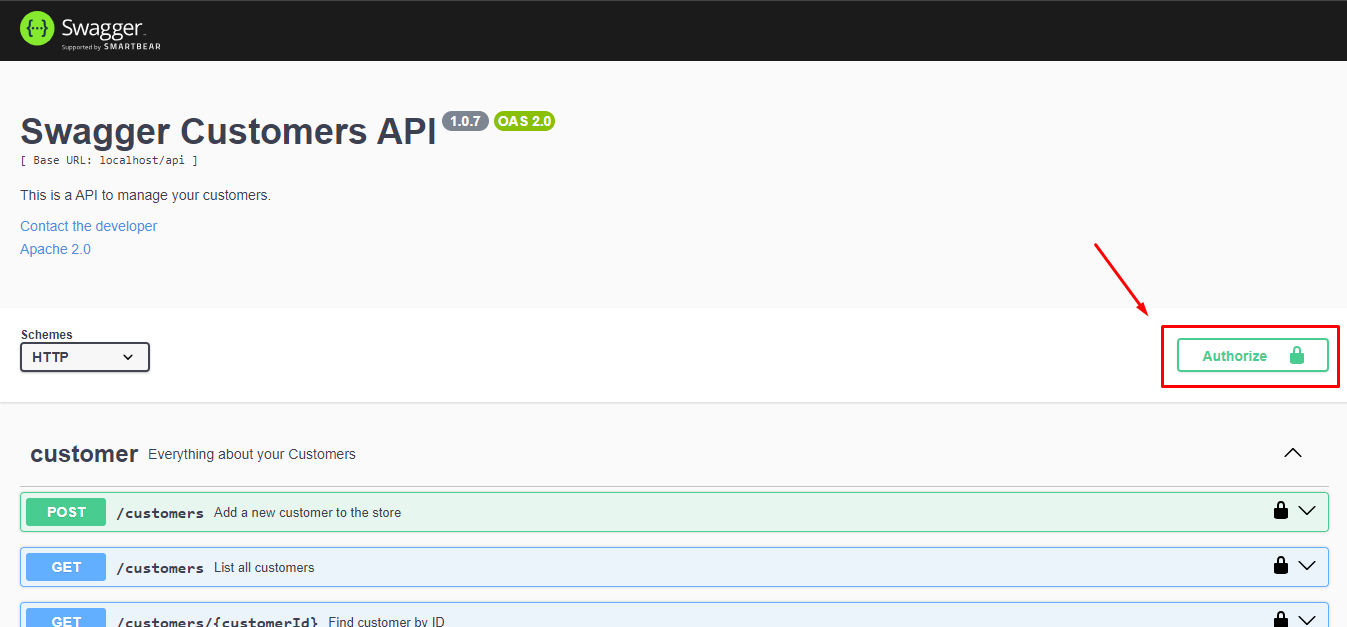 {···} Swagger.
Supported by SMARTBEAR
Swagger Customers API 1.0.7 OAS 2.0
[ Base URL: localhost/api ]
This is a API to manage your customers.
Contact the developer
Apache 2.0
Schemes
HTTP
Authorize
customer Everything about your Customers
POST /customers Add a new customer to the store
GET /customers List all customers
GET /customers/{customerId} Find customer by ID